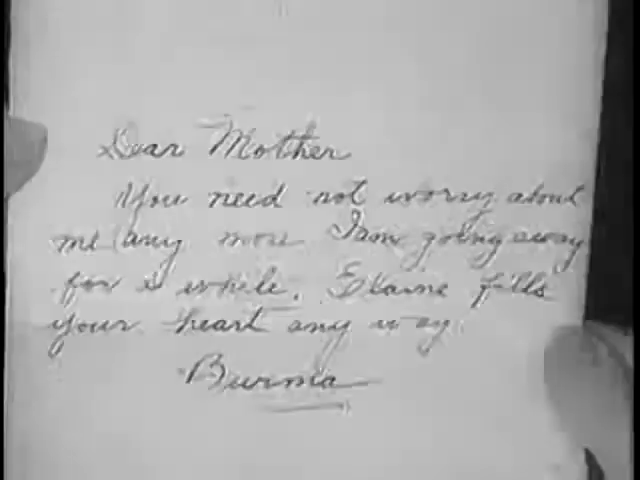 Dear Mother
You need not worry about
me any more I am going away
for a while. Elaine fills
your heart any way.
Burma